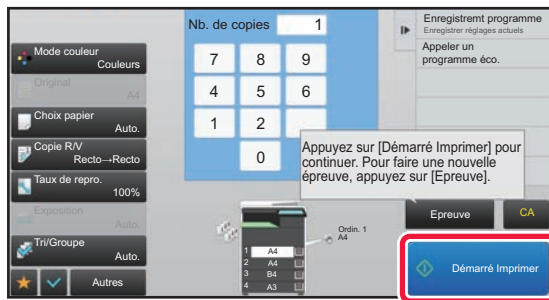 Nb. de copies 1
Enregistremt programme
Enregistrer réglages actuels
Appeler un
programme éco.
Mode couleur
Couleurs
Original
A4
Choix papier
Auto.
Copie R/V
Recto→Recto
Taux de repro.
100%
Exposition
Auto.
Tri/Groupe
Auto.
Autres
7 8 9
4 5 6
1 2
0
Appuyez sur [Démarré Imprimer] pour
continuer. Pour faire une nouvelle
épreuve, appuyez sur [Epreuve].
Ordin. 1
A4
1 A4
2 A4
3 B4
4 A3
Epreuve
CA
Démarré Imprimer